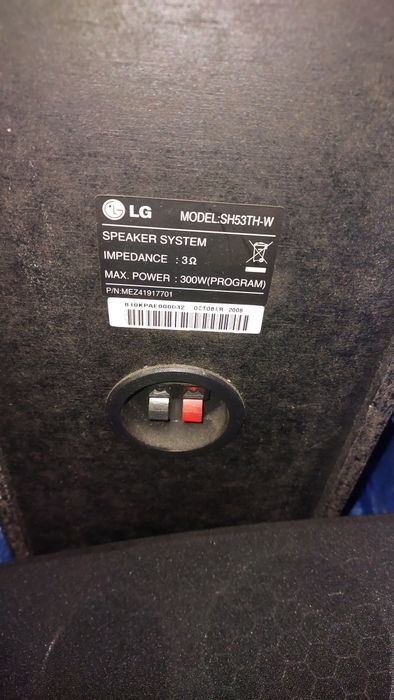 LG MODEL:SH53TH-W
SPEAKER SYSTEM
IMPEDANCE : 3Ω
MAX. POWER : 300W(PROGRAM)
P/N:MEZ41917701
OCTOBER 2008